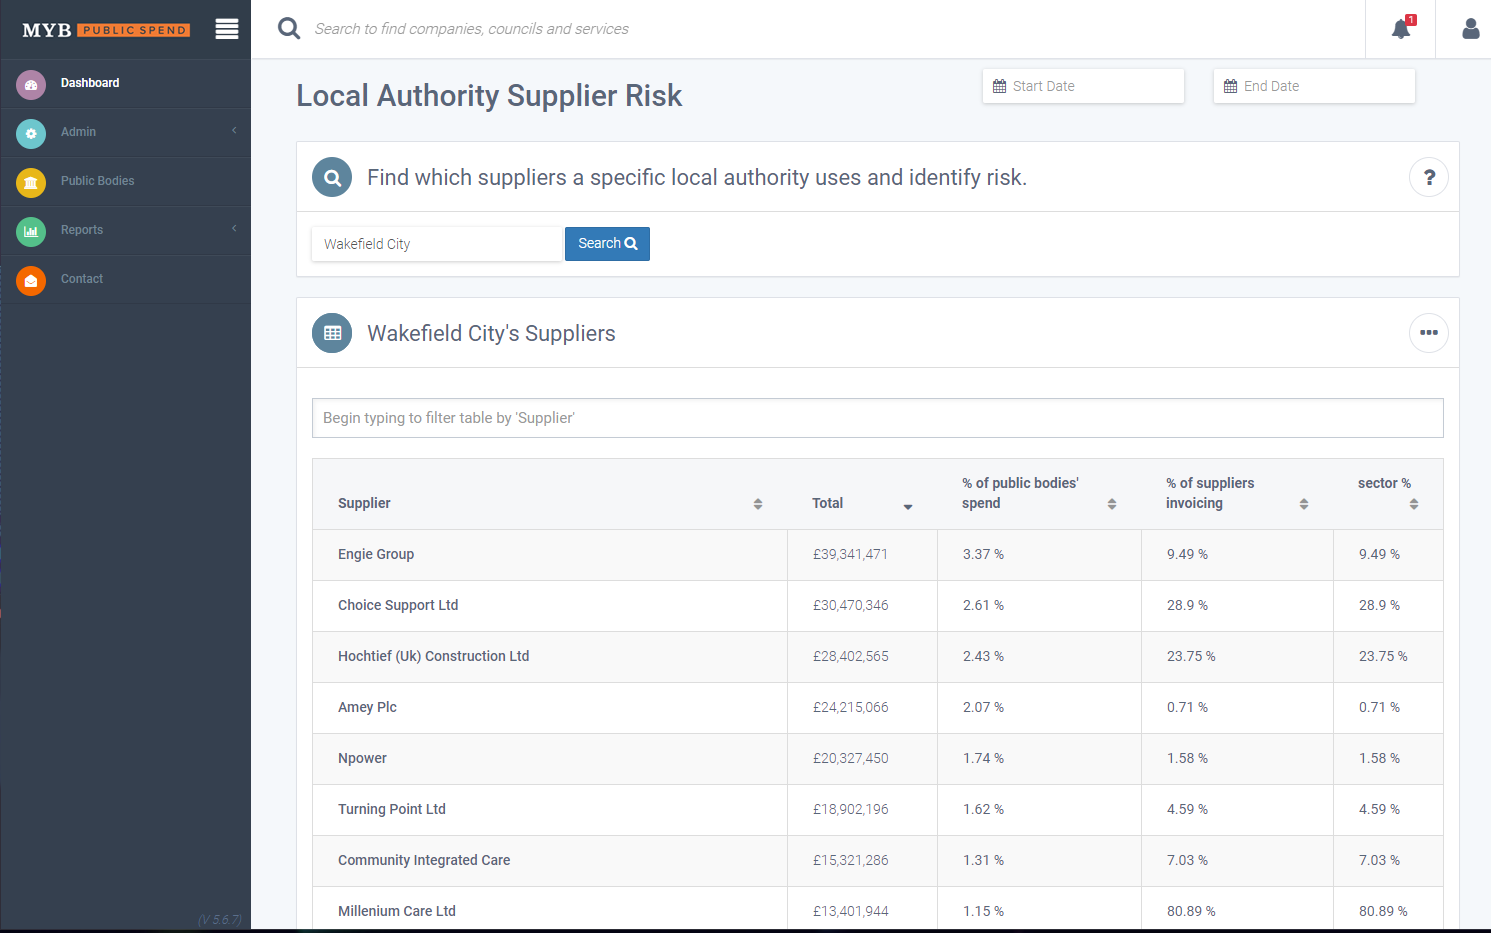 MYB PUBLIC SPEND
Search to find companies, councils and services
1
Dashboard
Admin
Public Bodies
Reports
Contact
(V 5.6.7)
Local Authority Supplier Risk
Start Date
End Date
Find which suppliers a specific local authority uses and identify risk.
?
Wakefield City
Search
Wakefield City's Suppliers
Begin typing to filter table by 'Supplier'
Supplier Total % of public bodies' spend % of suppliers invoicing sector %
Engie Group £39,341,471 3.37 % 9.49 % 9.49 %
Choice Support Ltd £30,470,346 2.61 % 28.9 % 28.9 %
Hochtief (Uk) Construction Ltd £28,402,565 2.43 % 23.75 % 23.75 %
Amey Plc £24,215,066 2.07 % 0.71 % 0.71 %
Npower £20,327,450 1.74 % 1.58 % 1.58 %
Turning Point Ltd £18,902,196 1.62 % 4.59 % 4.59 %
Community Integrated Care £15,321,286 1.31 % 7.03 % 7.03 %
Millenium Care Ltd £13,401,944 1.15 % 80.89 % 80.89 %